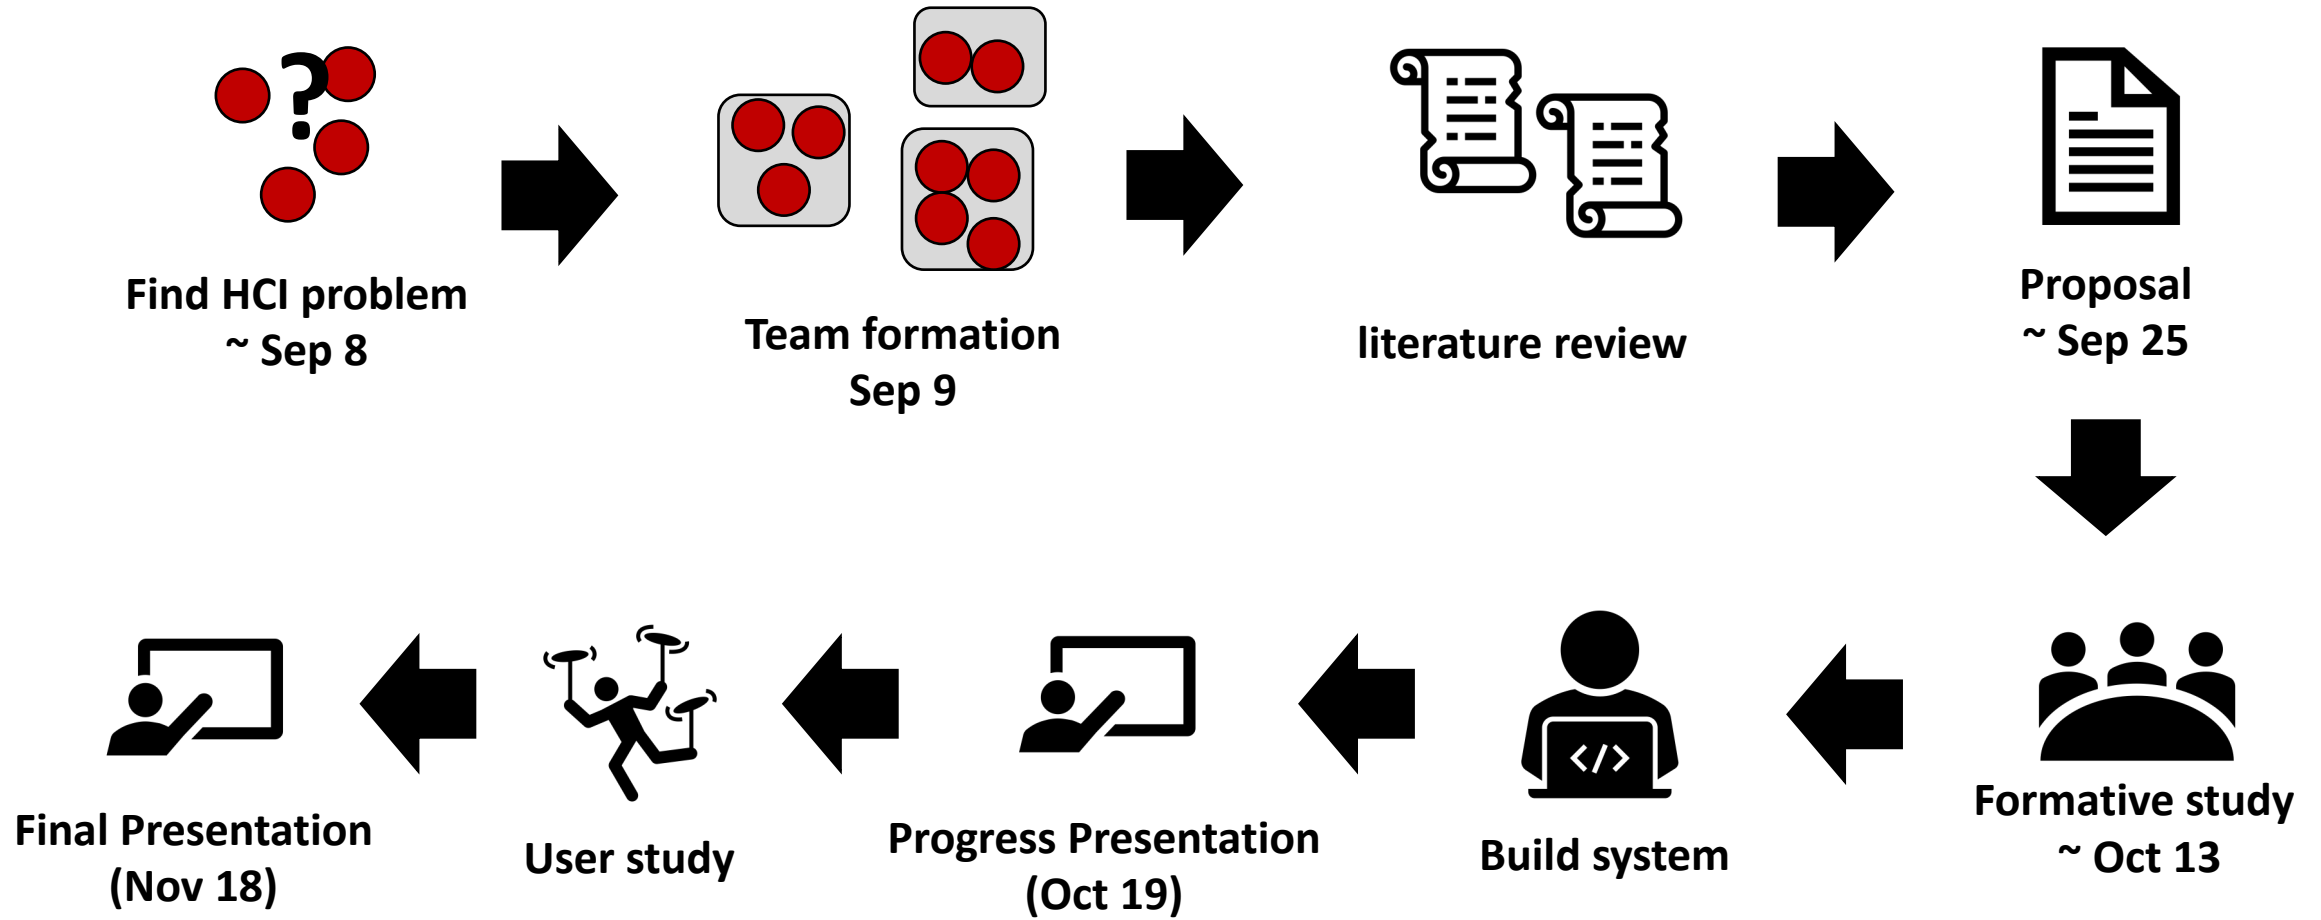 ?
Find HCI problem
~ Sep 8
Team formation
Sep 9
literature review
Proposal
~ Sep 25
Formative study
~ Oct 13
</>
Build system
Progress Presentation
(Oct 19)
User study
Final Presentation
(Nov 18)